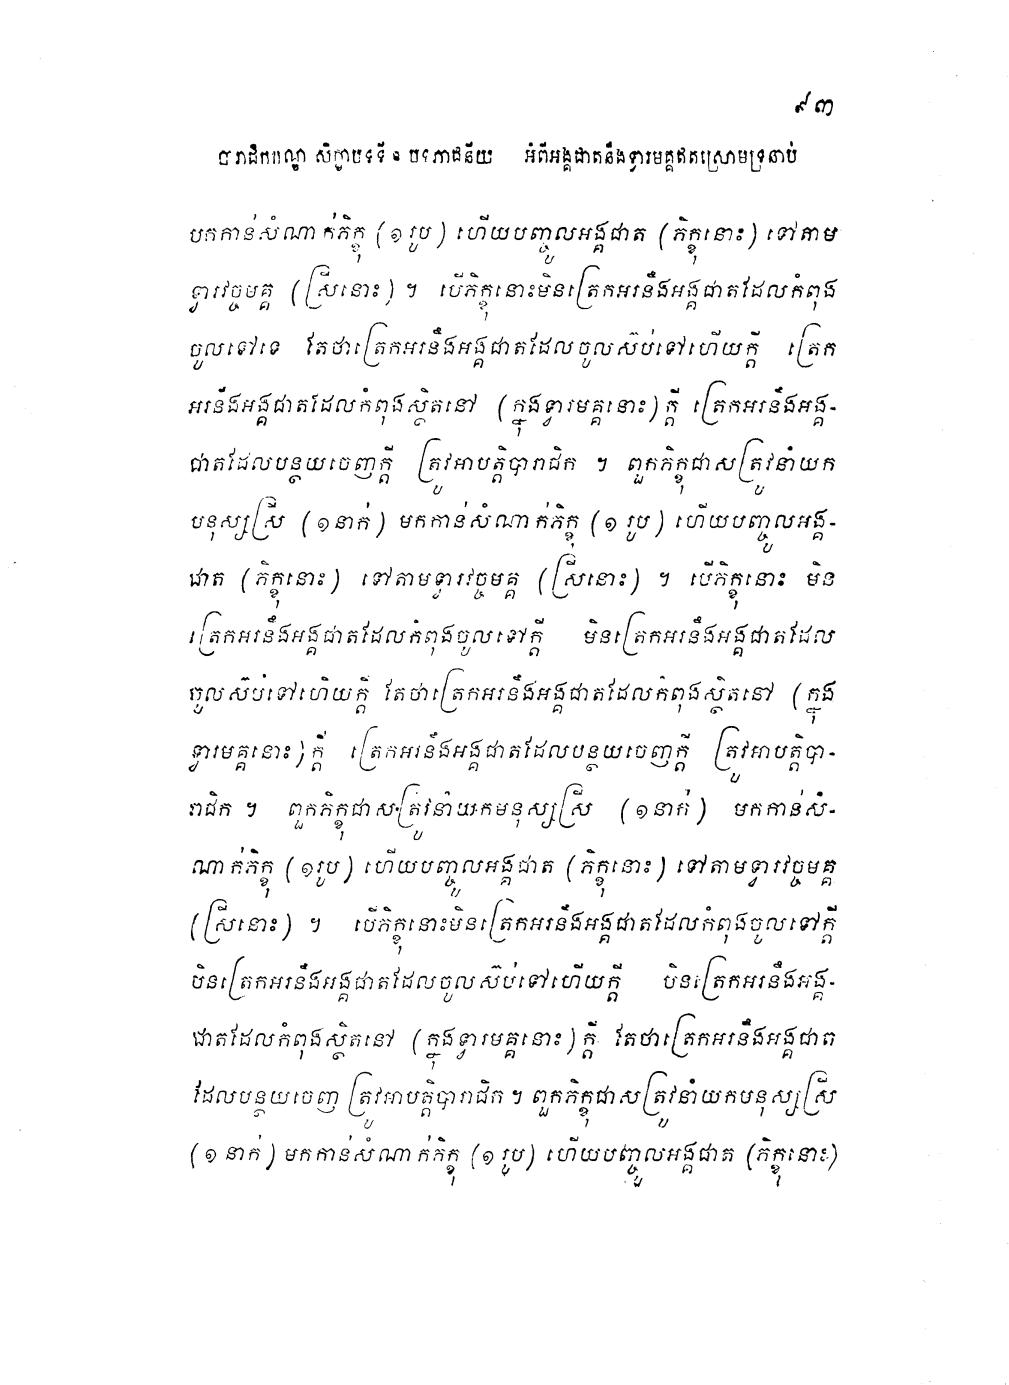 ៩៣
បារាជិកកណ្ឌ សិក្ខាបទទី ១ បទភាជនីយ អំពីអង្គជាតនឹងទ្វារមគ្គឥតស្រោមទ្រនាប់
មកកាន់សំណាក់ភិក្ខុ (១រូប) ហើយបញ្ចូលអង្គជាត (ភិក្ខុនោះ) ទៅតាម
ទ្វារវច្ចមគ្គ (ស្រីនោះ) ។ បើភិក្ខុនោះមិនត្រេកអរនឹងអង្គជាតដែលកំពុង
ចូលទៅទេ តែថាត្រេកអរនឹងអង្គជាតដែលចូលស៊ប់ទៅហើយក្តី ត្រេក
អរនឹងអង្គជាតដែលកំពុងស្ថិតនៅ (ក្នុងទ្វារមគ្គនោះ) ក្តី ត្រេកអរនឹងអង្គ-
ជាតដែលបន្ថយចេញក្តី ត្រូវអាបត្តិបារាជិក ។ ពួកភិក្ខុជាសត្រូវនាំយក
មនុស្សស្រី (១នាក់) មកកាន់សំណាក់ភិក្ខុ (១រូប) ហើយបញ្ចូលអង្គ-
ជាត (ភិក្ខុនោះ) ទៅតាមទ្វារវច្ចមគ្គ (ស្រីនោះ) ។ បើភិក្ខុនោះ មិន
ត្រេកអរនឹងអង្គជាតដែលកំពុងចូលទៅក្តី មិនត្រេកអរនឹងអង្គជាតដែល
ចូលស៊ប់ទៅហើយក្តី តែថាត្រេកអរនឹងអង្គជាតដែលកំពុងស្ថិតនៅ (ក្នុង
ទ្វារមគ្គនោះ) ក្តី ត្រេកអរនឹងអង្គជាតដែលបន្ថយចេញក្តី ត្រូវអាបត្តិបា-
រាជិក ។ ពួកភិក្ខុជាសត្រូវនាំយកមនុស្សស្រី (១នាក់) មកកាន់សំ-
ណាក់ភិក្ខុ (១រូប) ហើយបញ្ចូលអង្គជាត (ភិក្ខុនោះ) ទៅតាមទ្វារវច្ចមគ្គ
(ស្រីនោះ) ។ បើភិក្ខុនោះមិនត្រេកអរនឹងអង្គជាតដែលកំពុងចូលទៅក្តី
មិនត្រេកអរនឹងអង្គជាតដែលចូលស៊ប់ទៅហើយក្តី មិនត្រេកអរនឹងអង្គ-
ជាតដែលកំពុងស្ថិតនៅ (ក្នុងទ្វារមគ្គនោះ) ក្តី តែថាត្រេកអរនឹងអង្គជាត
ដែលបន្ថយចេញ ត្រូវអាបត្តិបារាជិក ។ ពួកភិក្ខុជាសត្រូវនាំយកមនុស្សស្រី
(១នាក់) មកកាន់សំណាក់ភិក្ខុ (១រូប) ហើយបញ្ចូលអង្គជាត (ភិក្ខុនោះ)